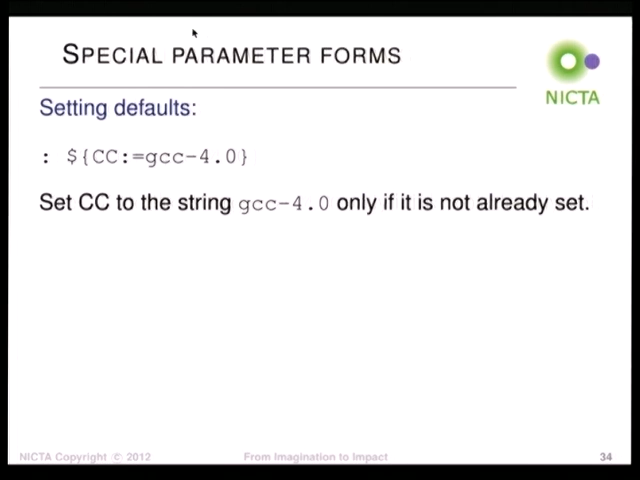 SPECIAL PARAMETER FORMS
NICTA
Setting defaults:
: ${CC:=gcc-4.0}
Set CC to the string gcc-4.0 only if it is not already set.
NICTA Copyright © 2012 From Imagination to Impact 34